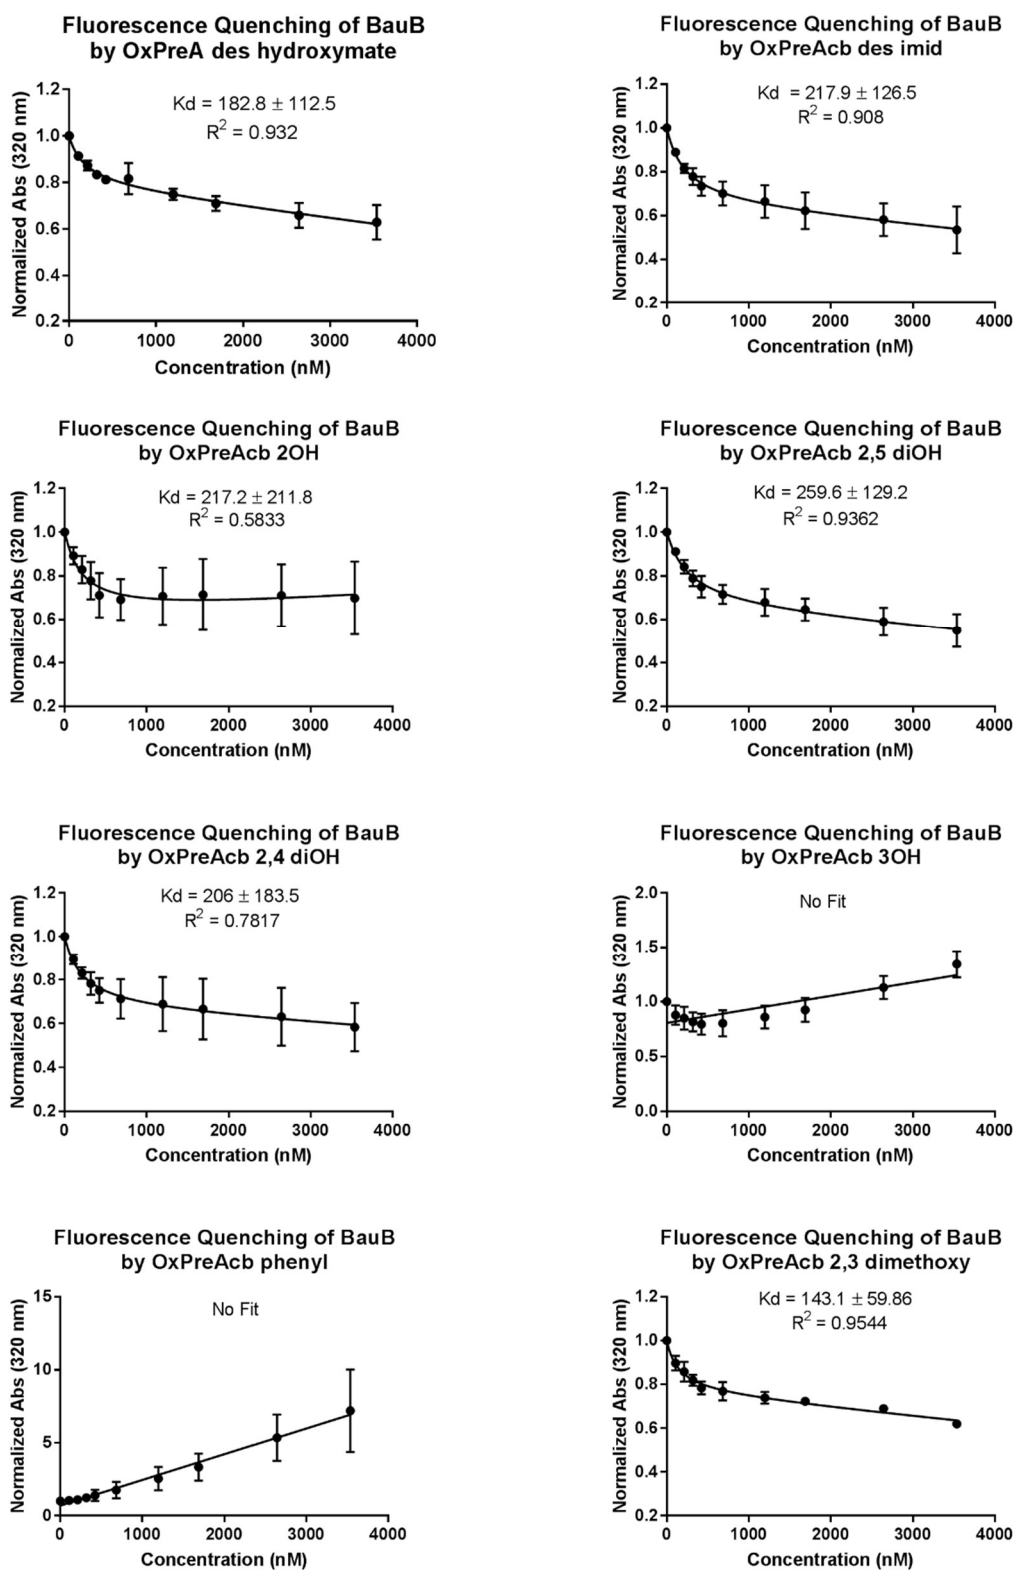 Fluorescence Quenching of BauB
by OxPreA des hydroxymate
Kd = 182.8 ± 112.5
R² = 0.932
Normalized Abs (320 nm)
1.2
1.0
0.8
0.6
0.4
0.2
0 1000 2000 3000 4000
Concentration (nM)
Fluorescence Quenching of BauB
by OxPreAcb des imid
Kd = 217.9 ± 126.5
R² = 0.908
Normalized Abs (320 nm)
1.2
1.0
0.8
0.6
0.4
0.2
0 1000 2000 3000 4000
Concentration (nM)
Fluorescence Quenching of BauB
by OxPreAcb 2OH
Kd = 217.2 ± 211.8
R² = 0.5833
Normalized Abs (320 nm)
1.2
1.0
0.8
0.6
0.4
0.2
0 1000 2000 3000 4000
Concentration (nM)
Fluorescence Quenching of BauB
by OxPreAcb 2,5 diOH
Kd = 259.6 ± 129.2
R² = 0.9362
Normalized Abs (320 nm)
1.2
1.0
0.8
0.6
0.4
0.2
0 1000 2000 3000 4000
Concentration (nM)
Fluorescence Quenching of BauB
by OxPreAcb 2,4 diOH
Kd = 206 ± 183.5
R² = 0.7817
Normalized Abs (320 nm)
1.2
1.0
0.8
0.6
0.4
0.2
0 1000 2000 3000 4000
Concentration (nM)
Fluorescence Quenching of BauB
by OxPreAcb 3OH
No Fit
Normalized Abs (320 nm)
2.0
1.5
1.0
0.5
0.0
0 1000 2000 3000 4000
Concentration (nM)
Fluorescence Quenching of BauB
by OxPreAcb phenyl
No Fit
Normalized Abs (320 nm)
15
10
5
0
0 1000 2000 3000 4000
Concentration (nM)
Fluorescence Quenching of BauB
by OxPreAcb 2,3 dimethoxy
Kd = 143.1 ± 59.86
R² = 0.9544
Normalized Abs (320 nm)
1.2
1.0
0.8
0.6
0.4
0.2
0 1000 2000 3000 4000
Concentration (nM)